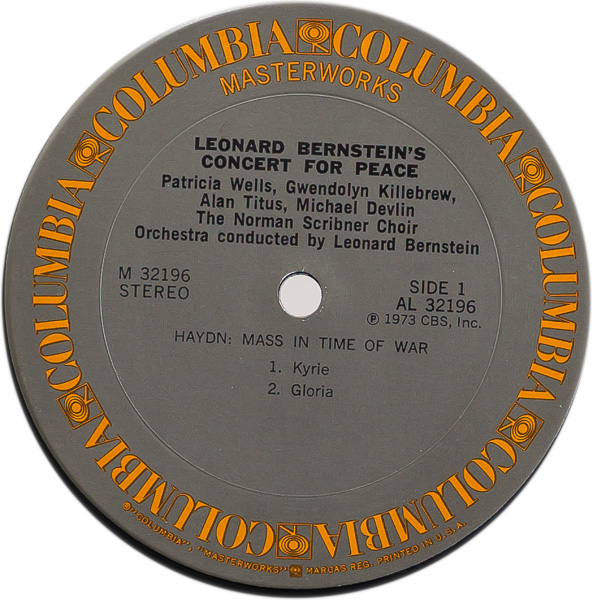 COLUMBIA COLUMBIA COLUMBIA COLUMBIA COLUMBIA COLUMBIA COLUMBIA COLUMBIA
MASTERWORKS
LEONARD BERNSTEIN'S
CONCERT FOR PEACE
Patricia Wells, Gwendolyn Killebrew,
Alan Titus, Michael Devlin
The Norman Scribner Choir
Orchestra conducted by Leonard Bernstein
M 32196
STEREO
SIDE 1
AL 32196
℗ 1973 CBS, Inc.
HAYDN: MASS IN TIME OF WAR
1. Kyrie
2. Gloria
® "COLUMBIA", "MASTERWORKS" MARCAS REG. PRINTED IN U.S.A.